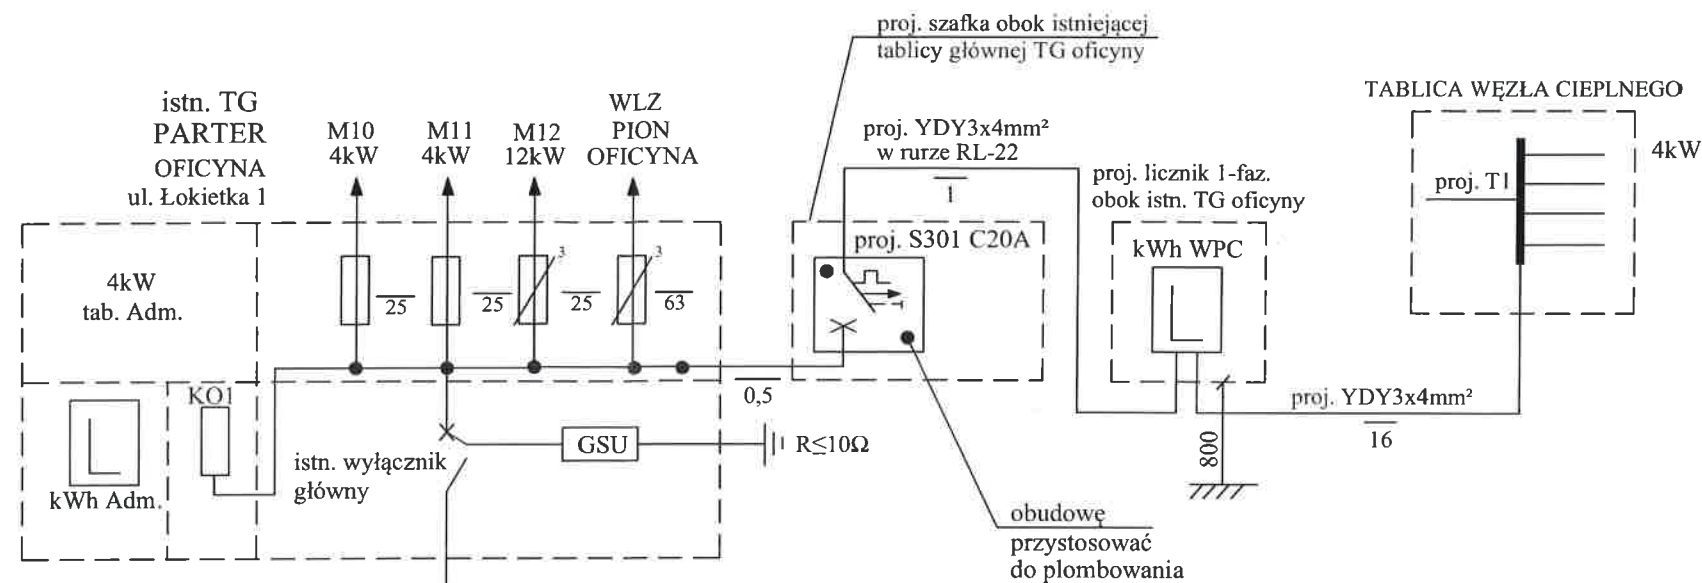 proj. szafka obok istniejącej
tablicy głównej TG oficyny
TABLICA WĘZŁA CIEPLNEGO
istn. TG
PARTER
OFICYNA
ul. Łokietka 1
M10
4kW
M11
4kW
M12
12kW
WLZ
PION
OFICYNA
proj. YDY3x4mm²
w rurze RL-22
1
proj. licznik 1-faz.
obok istn. TG oficyny
proj. T1
4kW
4kW
tab. Adm.
25
25
3
25
3
63
proj. S301 C20A
kWh WPC
0,5
KO1
kWh Adm.
istn. wyłącznik
główny
GSU
R≤10Ω
800
proj. YDY3x4mm²
16
obudowę
przystosować
do plombowania